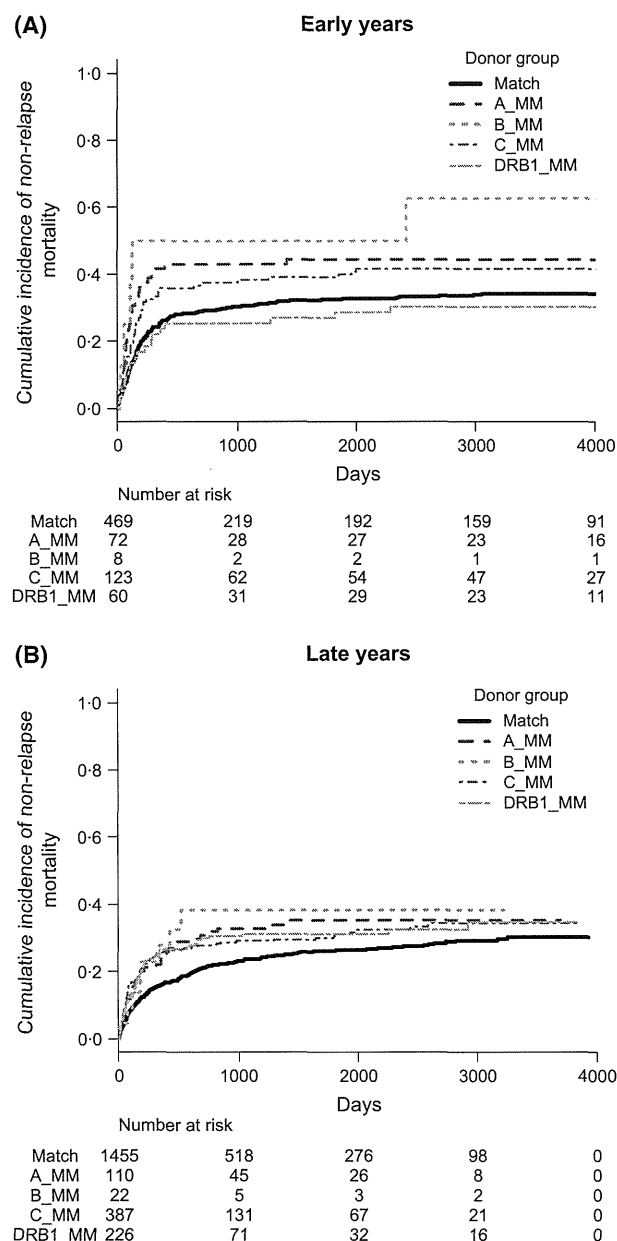 (A)
Early years
Donor group
Match
A_MM
B_MM
C_MM
DRB1_MM
Cumulative incidence of non-relapse
mortality
1·0
0·8
0·6
0·4
0·2
0·0
0 1000 2000 3000 4000
Days
Number at risk
Match 469 219 192 159 91
A_MM 72 28 27 23 16
B_MM 8 2 2 1 1
C_MM 123 62 54 47 27
DRB1_MM 60 31 29 23 11
(B)
Late years
Donor group
Match
A_MM
B_MM
C_MM
DRB1_MM
Cumulative incidence of non-relapse
mortality
1·0
0·8
0·6
0·4
0·2
0·0
0 1000 2000 3000 4000
Days
Number at risk
Match 1455 518 276 98 0
A_MM 110 45 26 8 0
B_MM 22 5 3 2 0
C_MM 387 131 67 21 0
DRB1_MM 226 71 32 16 0